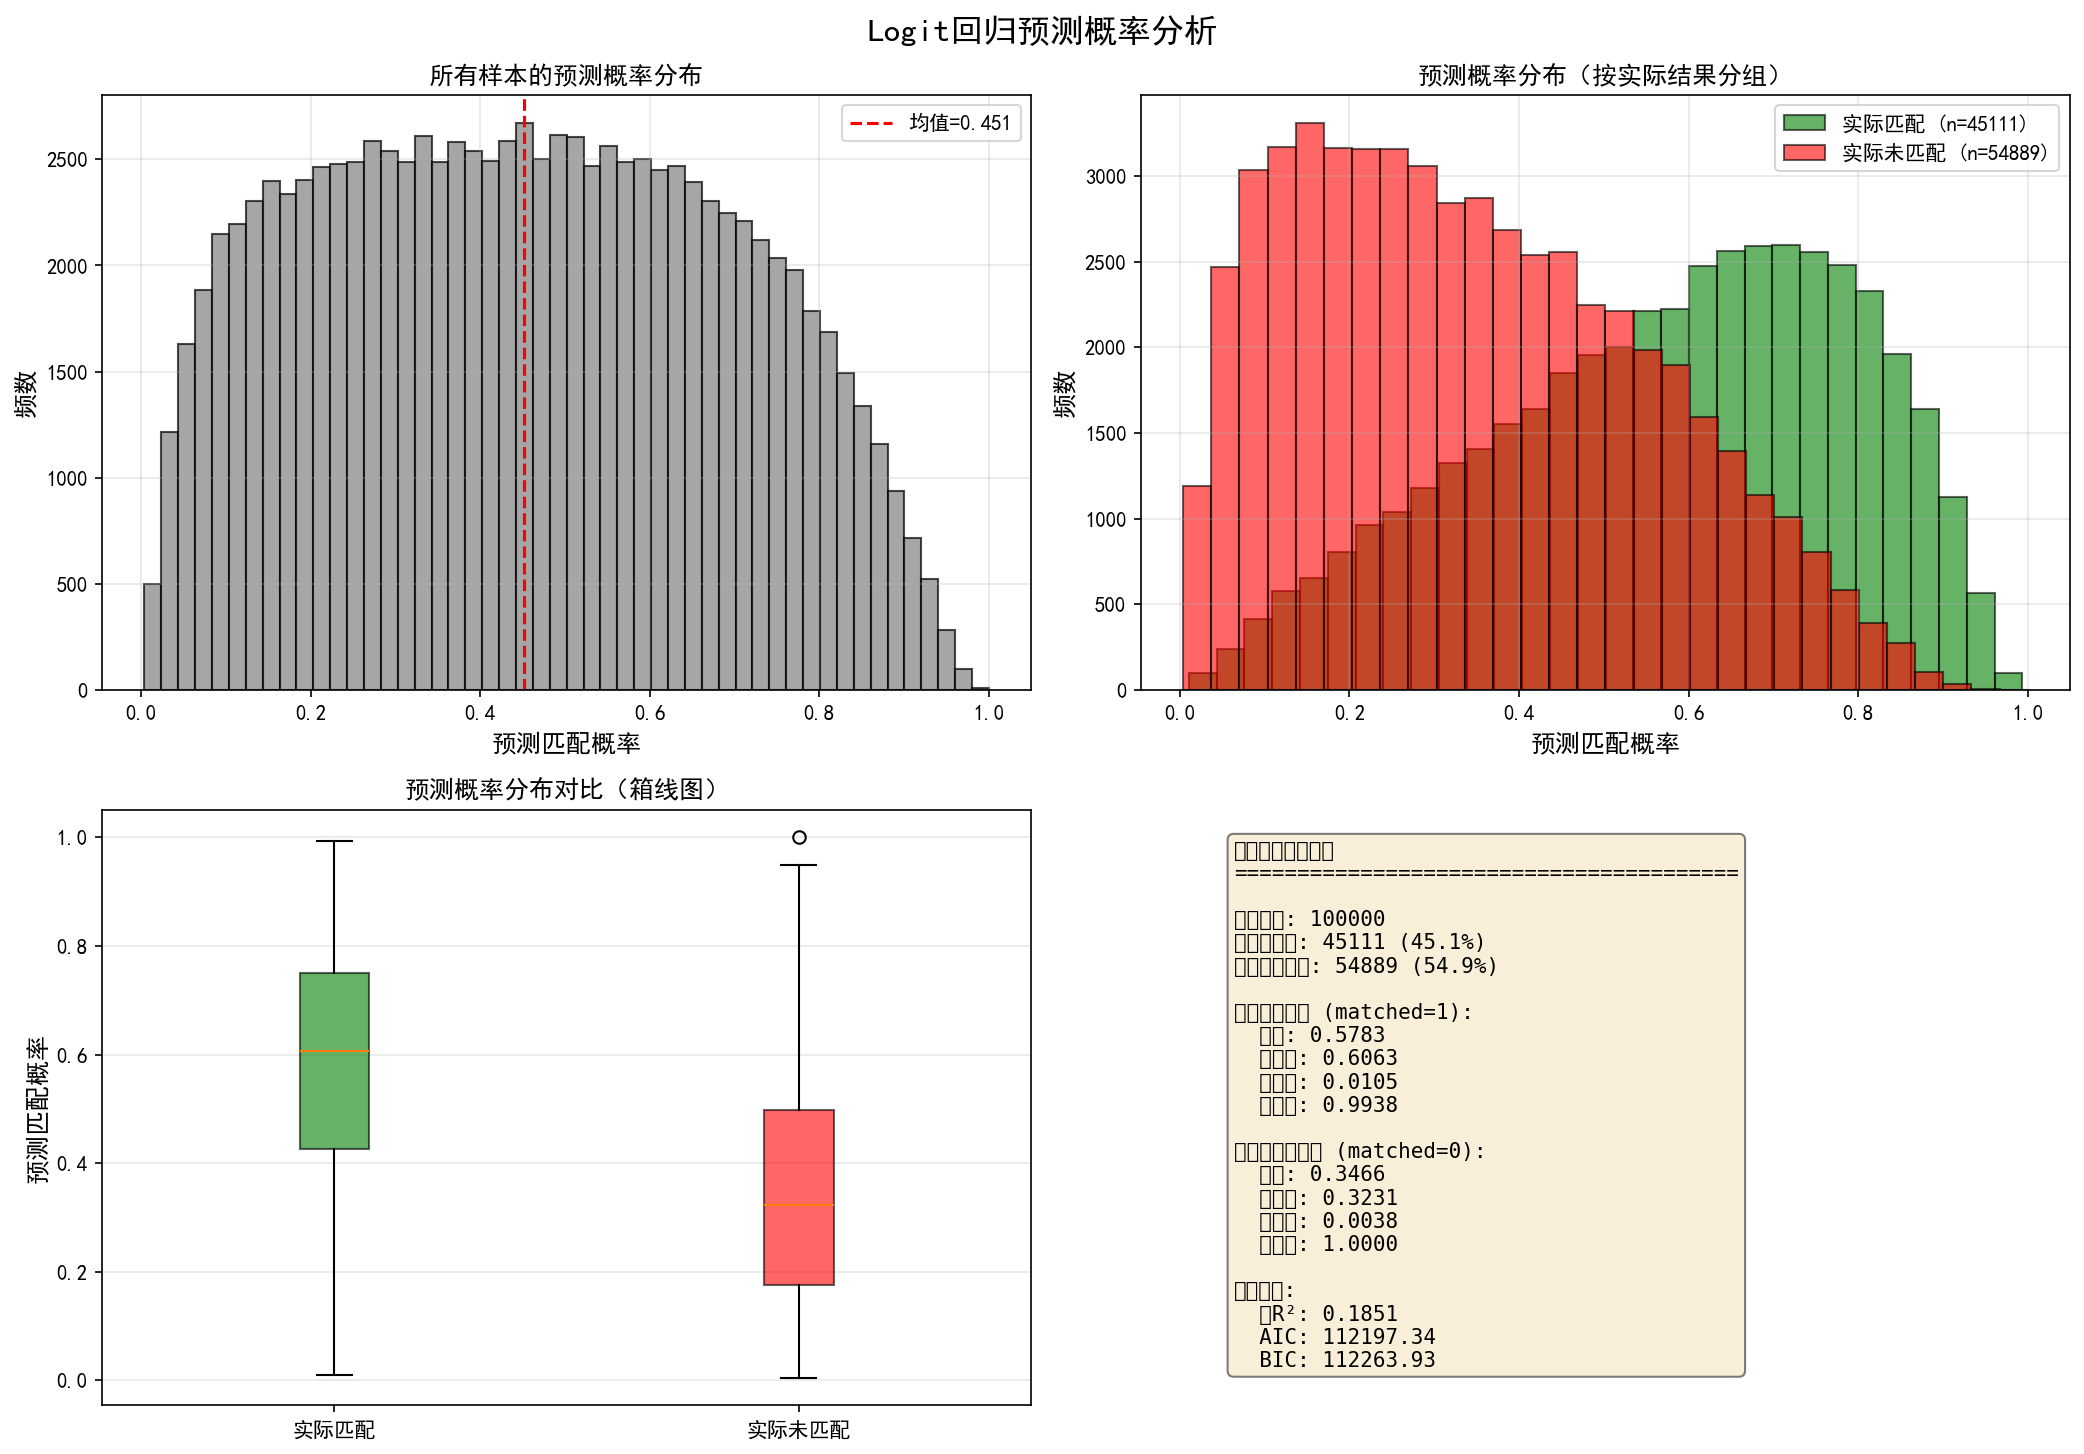 Logit回归预测概率分析
所有样本的预测概率分布
均值=0.451
频数
2500
2000
1500
1000
500
0
0.0 0.2 0.4 0.6 0.8 1.0
预测匹配概率
预测概率分布（按实际结果分组）
实际匹配 (n=45111)
实际未匹配 (n=54889)
频数
3000
2500
2000
1500
1000
500
0
0.0 0.2 0.4 0.6 0.8 1.0
预测匹配概率
预测概率分布对比（箱线图）
预测匹配概率
1.0
0.8
0.6
0.4
0.2
0.0
实际匹配 实际未匹配
========================================
: 100000
: 45111 (45.1%)
: 54889 (54.9%)
(matched=1):
: 0.5783
: 0.6063
: 0.0105
: 0.9938
(matched=0):
: 0.3466
: 0.3231
: 0.0038
: 1.0000
:
R²: 0.1851
AIC: 112197.34
BIC: 112263.93